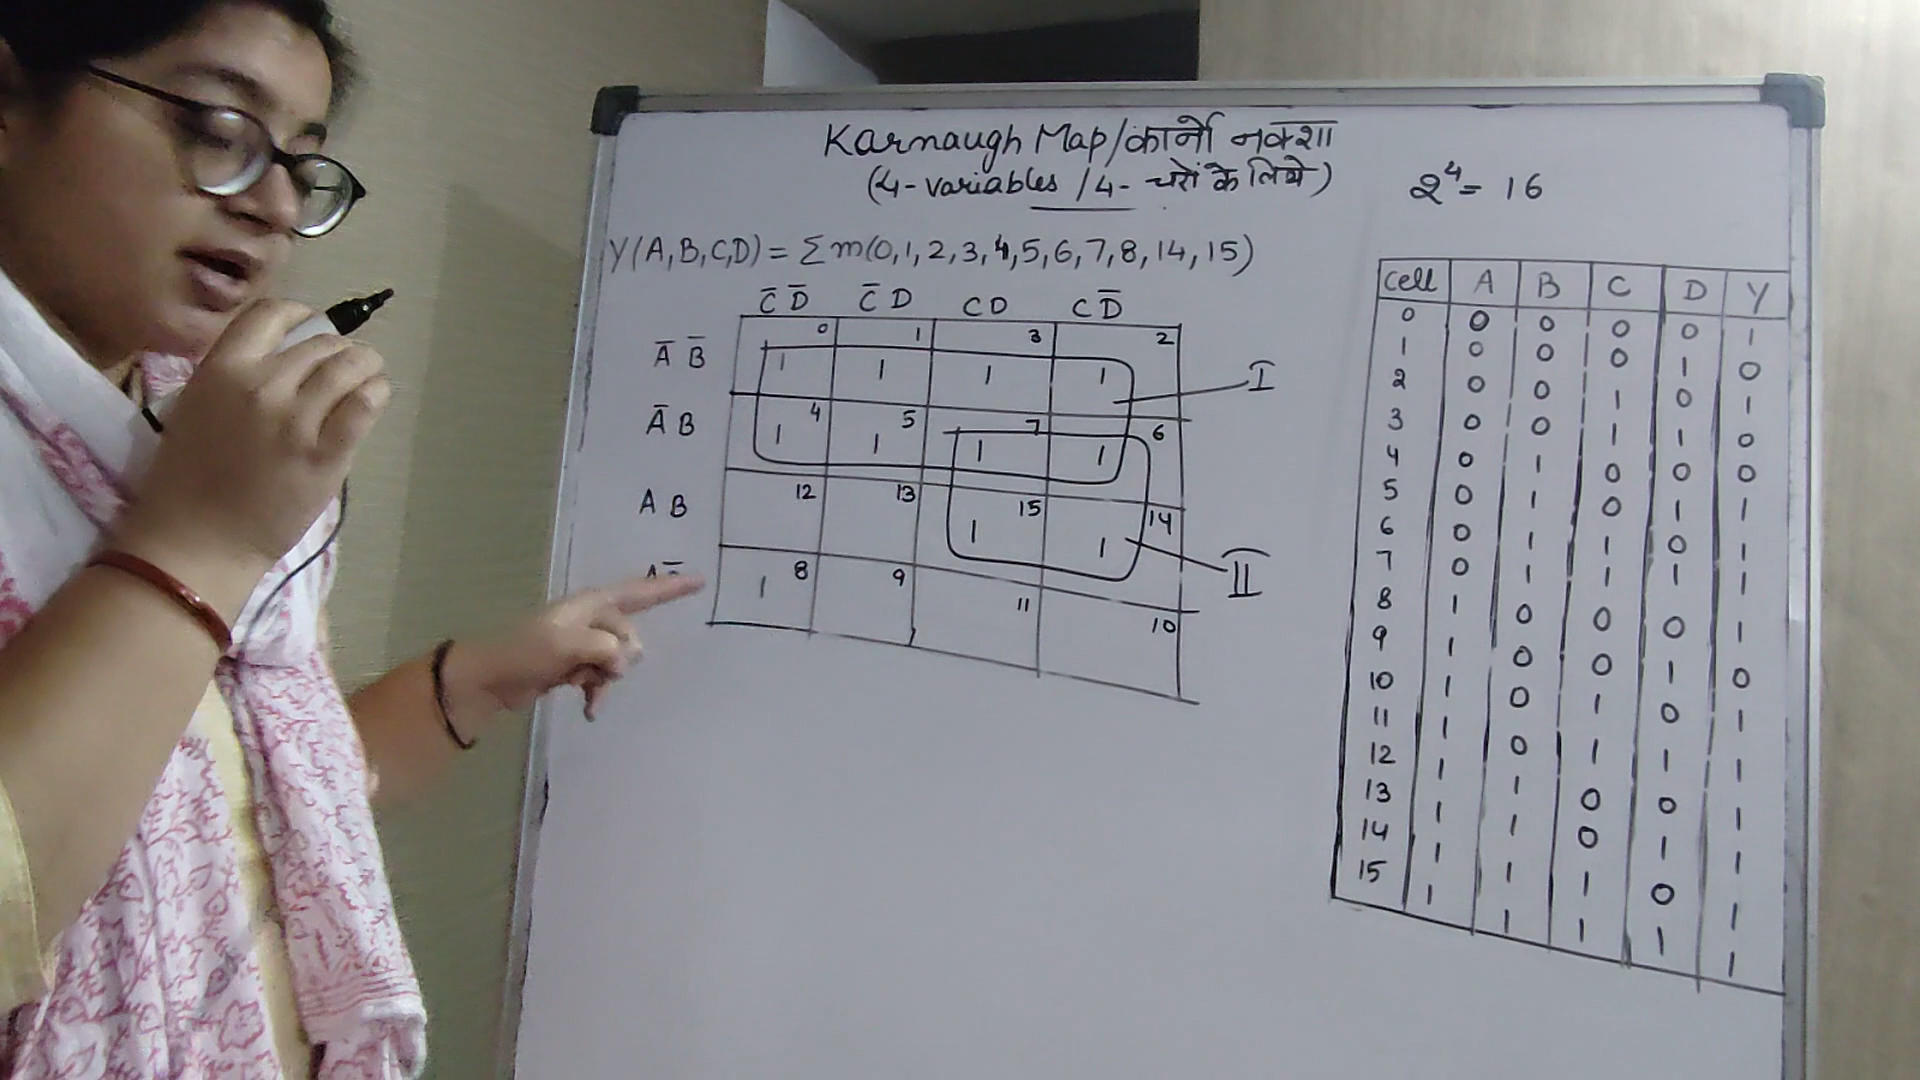 Karnaugh Map/कार्नो नक्शा
(4-variables / 4- चरों के लिये)
2⁴= 16
Y(A,B,C,D) = Σm(0,1,2,3,4,5,6,7,8,14,15)
C̅ D̅ C̅ D C D C D̅
A̅ B̅ 0 1 3 2
1 1 1 1 I
A̅ B 4 5 7 6
1 1 1 1
A B 12 13 15 14
1 1 II
8 9 11 10
1
Cell A B C D Y
0 0 0 0 0 1
1 0 0 0 1 0
2 0 0 1 0 1
3 0 0 1 1 0
4 0 1 0 0 0
5 0 1 0 1 1
6 0 1 1 0 1
7 0 1 1 1 1
8 1 0 0 0 1
9 1 0 0 1 0
10 1 0 1 0 1
11 1 0 1 1 1
12 1 1 0 0 1
13 1 1 0 1 1
14 1 1 1 0 1
15 1 1 1 1 1